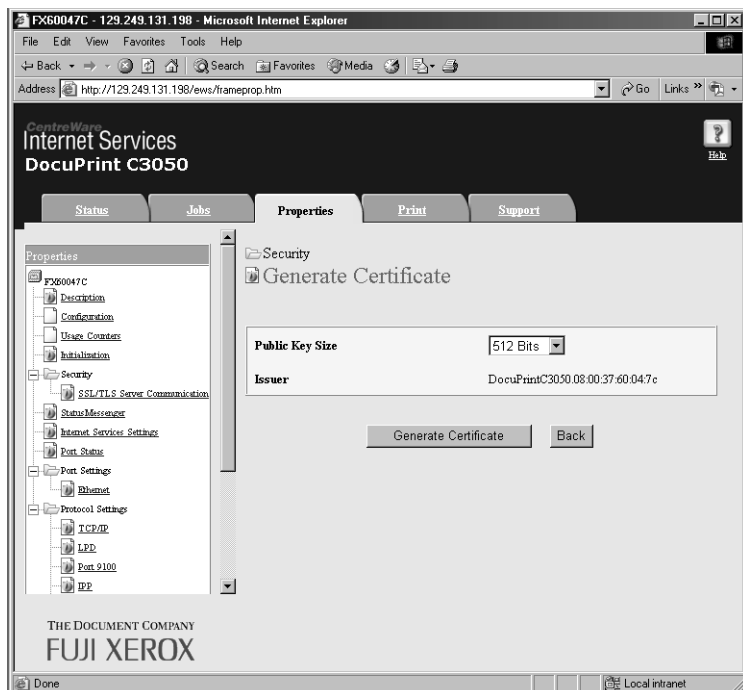 FX60047C - 129.249.131.198 - Microsoft Internet Explorer
File Edit View Favorites Tools Help
Back Search Favorites Media
Address http://129.249.131.198/ews/frameprop.htm Go Links »
CentreWare
Internet Services
DocuPrint C3050
Help
Status Jobs Properties Print Support
Properties
FX60047C
Description
Configuration
Usage Counters
Initialization
Security
SSL/TLS Server Communication
Status Messenger
Internet Services Settings
Port Status
Port Settings
Ethernet
Protocol Settings
TCP/IP
LPD
Port 9100
IPP
Security
Generate Certificate
Public Key Size 512 Bits
Issuer DocuPrintC3050.08:00:37:60:04:7c
Generate Certificate Back
THE DOCUMENT COMPANY
FUJI XEROX
Done Local intranet